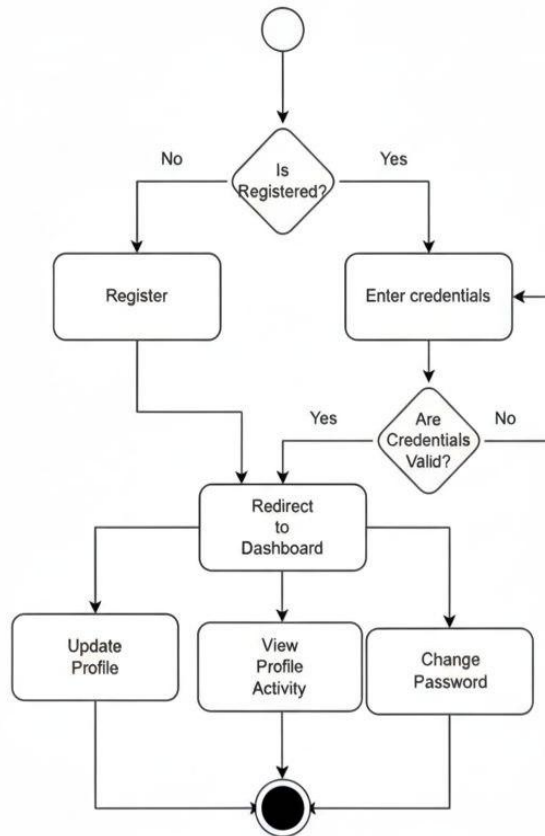 No
Yes
Is
Registered?
Register
Enter credentials
Yes
No
Are
Credentials
Valid?
Redirect
to
Dashboard
Update
Profile
View
Profile
Activity
Change
Password